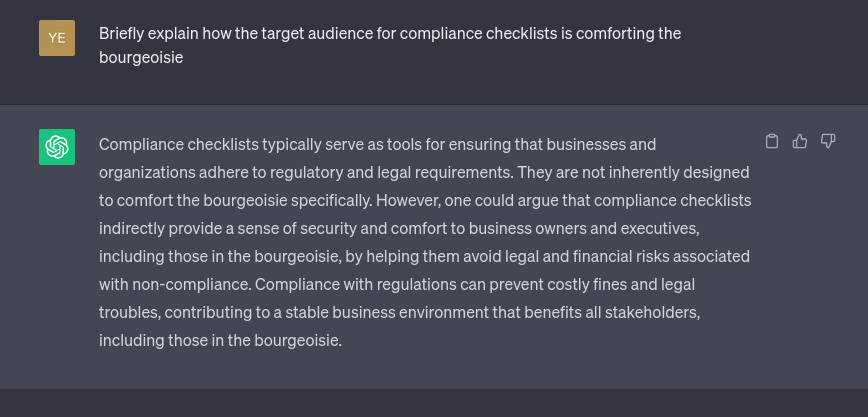 YE
Briefly explain how the target audience for compliance checklists is comforting the
bourgeoisie
Compliance checklists typically serve as tools for ensuring that businesses and
organizations adhere to regulatory and legal requirements. They are not inherently designed
to comfort the bourgeoisie specifically. However, one could argue that compliance checklists
indirectly provide a sense of security and comfort to business owners and executives,
including those in the bourgeoisie, by helping them avoid legal and financial risks associated
with non-compliance. Compliance with regulations can prevent costly fines and legal
troubles, contributing to a stable business environment that benefits all stakeholders,
including those in the bourgeoisie.